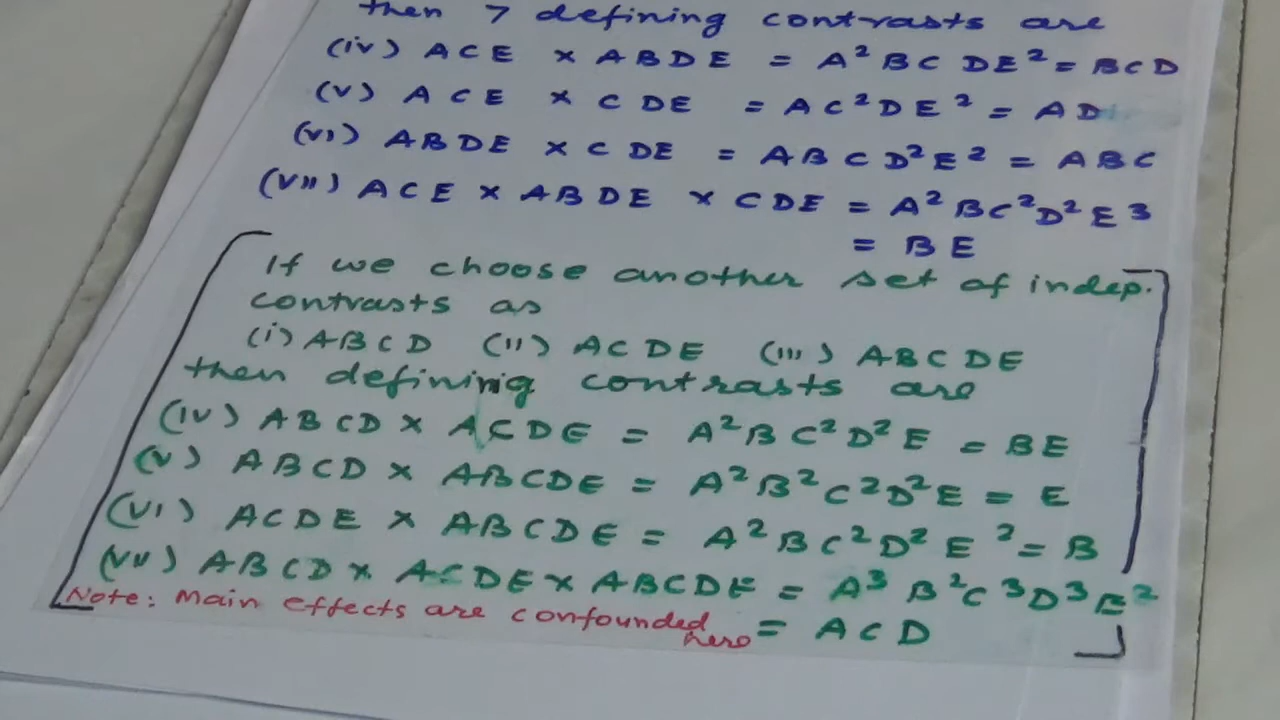 then 7 defining contrasts are
(iv) ACE × ABDE = A²BCDE² = BCD
(v) ACE × CDE = AC²DE² = AD
(vi) ABDE × CDE = ABCD²E² = ABC
(vii) ACE × ABDE × CDE = A²BC²D²E³
= BE
If we choose another set of indep.
contrasts as
(i) ABCD (ii) ACDE (iii) ABCDE
then defining contrasts are
(iv) ABCD × ACDE = A²BC²D²E = BE
(v) ABCD × ABCDE = A²B²C²D²E = E
(vi) ACDE × ABCDE = A²BC²D²E² = B
(vii) ABCD × ACDE × ABCDE = A³B²C³D³E²
Note: Main effects are confounded here = ACD